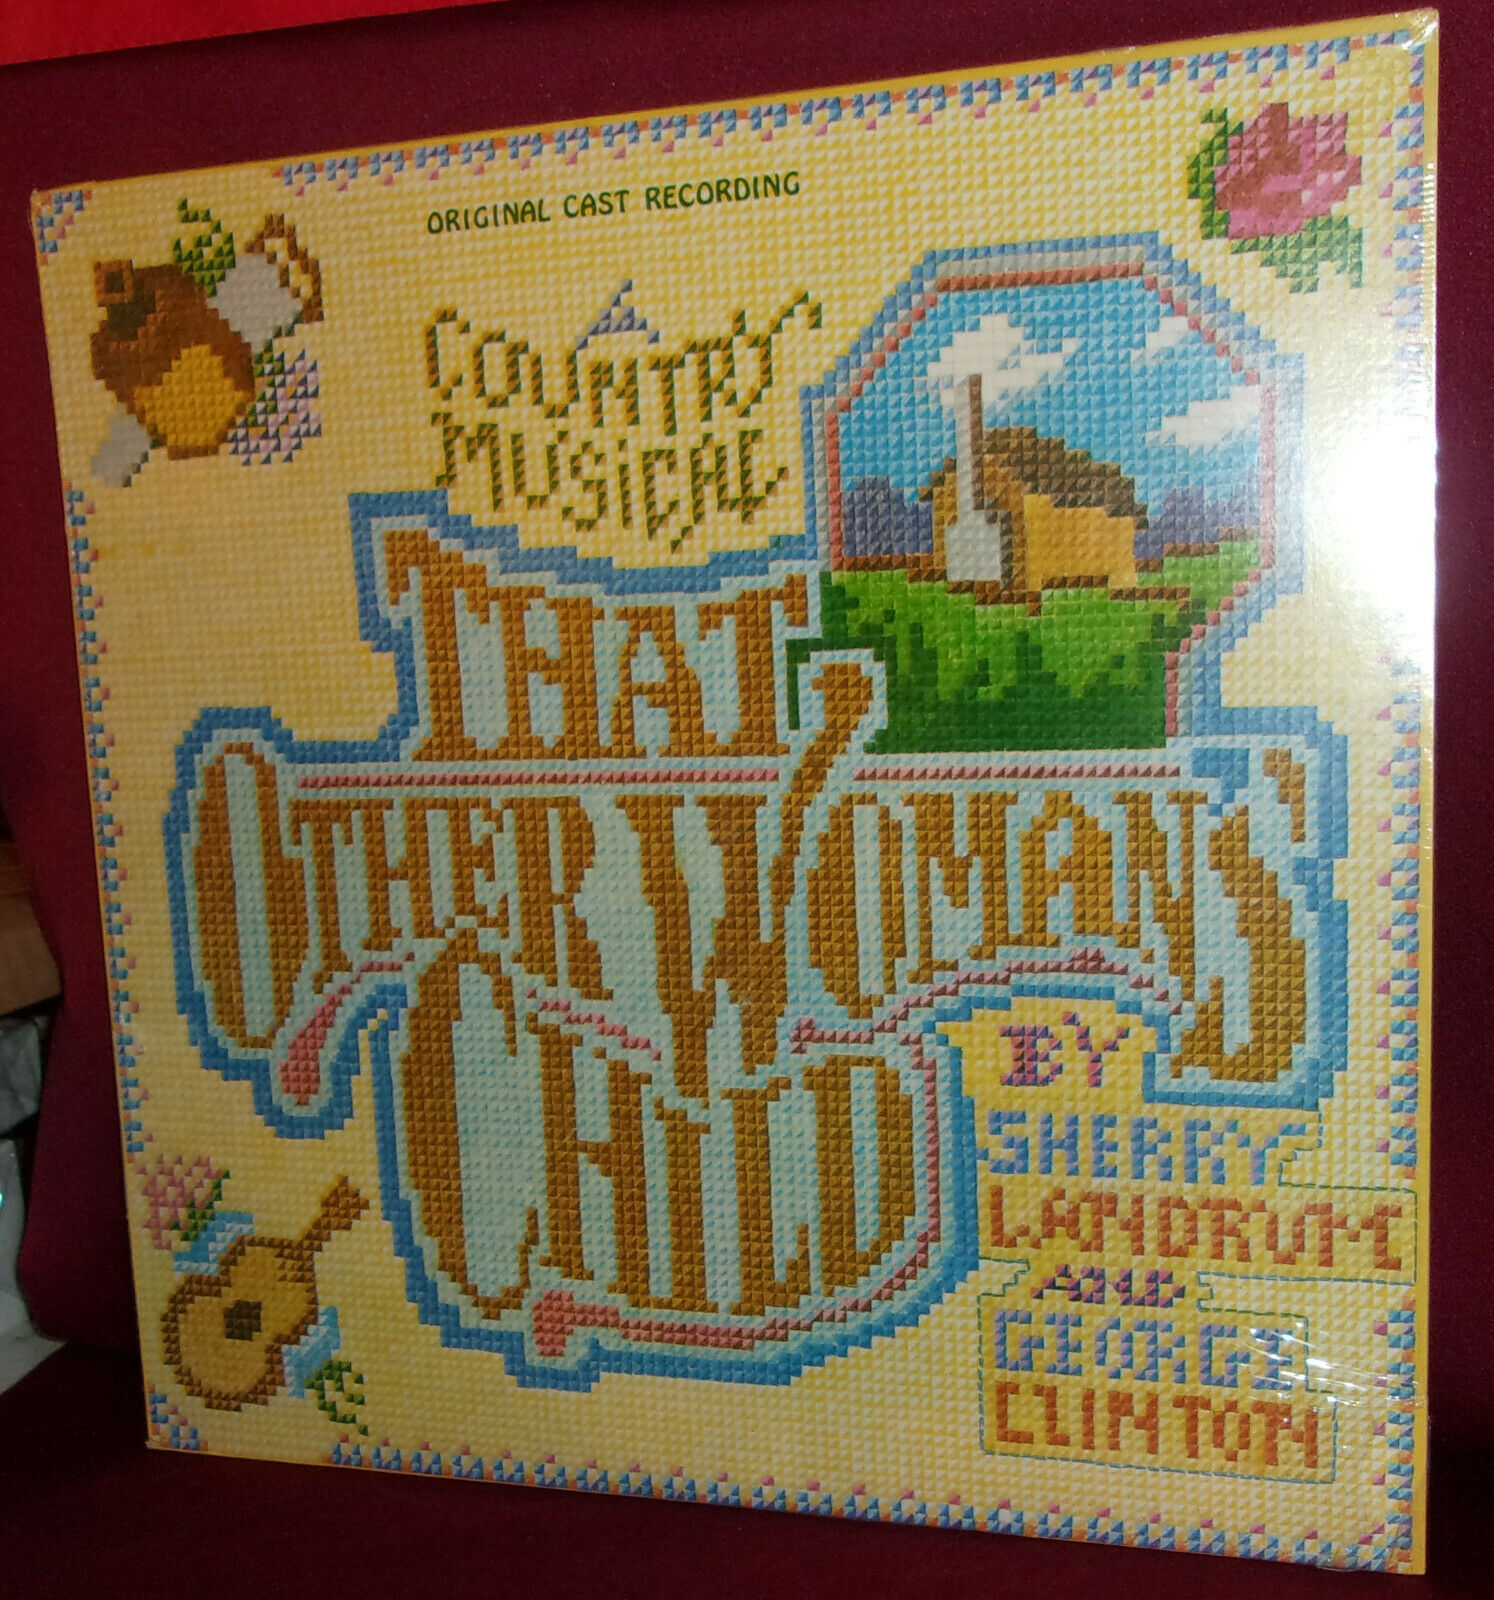 ORIGINAL CAST RECORDING
A
COUNTRY
MUSICAL
THAT
OTHER WOMAN'S
CHILD
BY
SHERRY
LANDRUM
AND
GEORGE
CLINTON